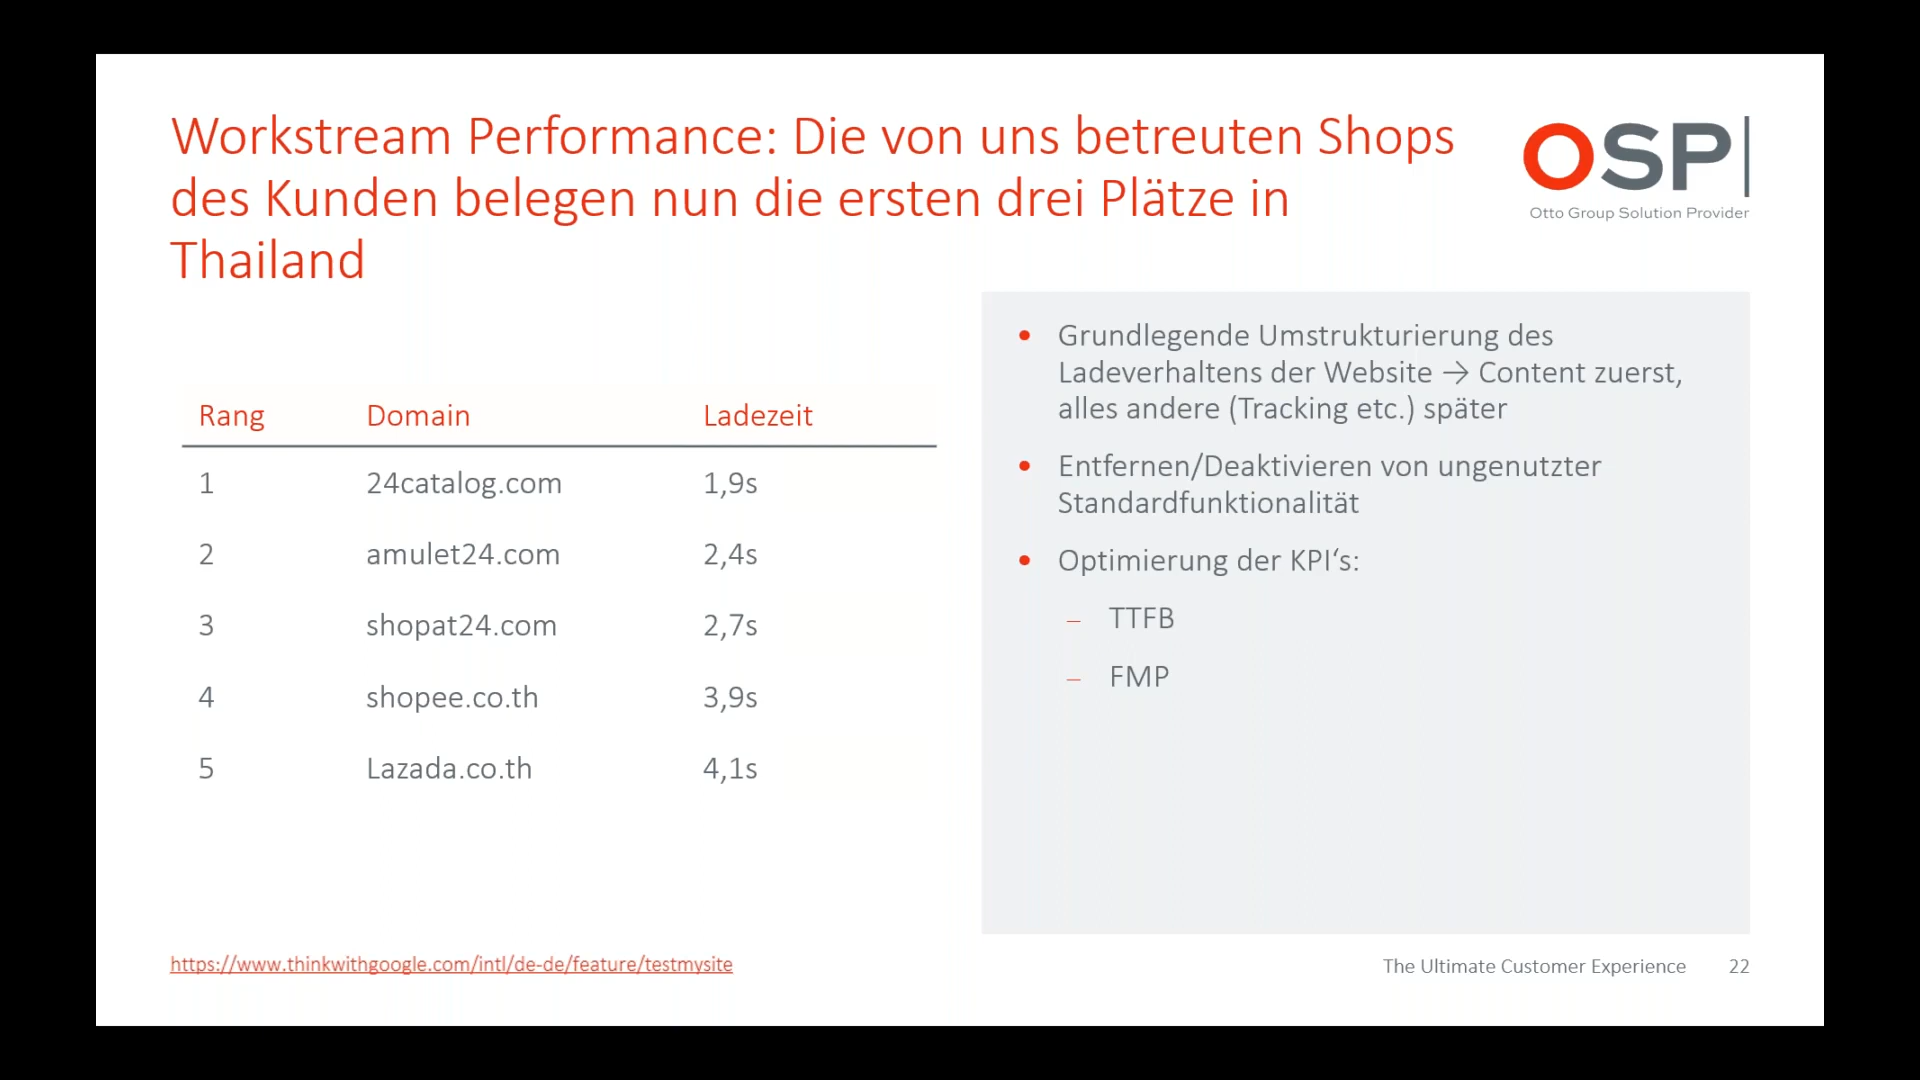 Workstream Performance: Die von uns betreuten Shops
des Kunden belegen nun die ersten drei Plätze in
Thailand
OSP
Otto Group Solution Provider
Rang Domain Ladezeit
1 24catalog.com 1,9s
2 amulet24.com 2,4s
3 shopat24.com 2,7s
4 shopee.co.th 3,9s
5 Lazada.co.th 4,1s
• Grundlegende Umstrukturierung des
Ladeverhaltens der Website → Content zuerst,
alles andere (Tracking etc.) später
• Entfernen/Deaktivieren von ungenutzter
Standardfunktionalität
• Optimierung der KPI‘s:
– TTFB
– FMP
https://www.thinkwithgoogle.com/intl/de-de/feature/testmysite
The Ultimate Customer Experience 22